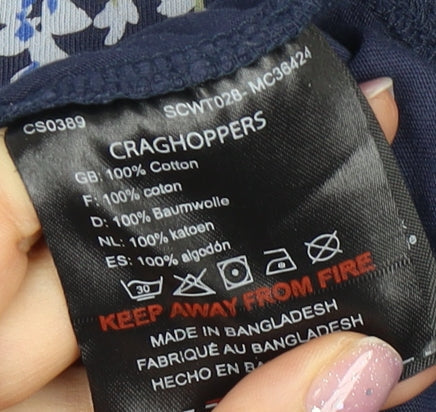 CS0389
SCWT028- MC36424
CRAGHOPPERS
GB: 100% Cotton
F: 100% coton
D: 100% Baumwolle
NL: 100% katoen
ES: 100% algodón
30
KEEP AWAY FROM FIRE
MADE IN BANGLADESH
FABRIQUÉ AU BANGLADESH
HECHO EN